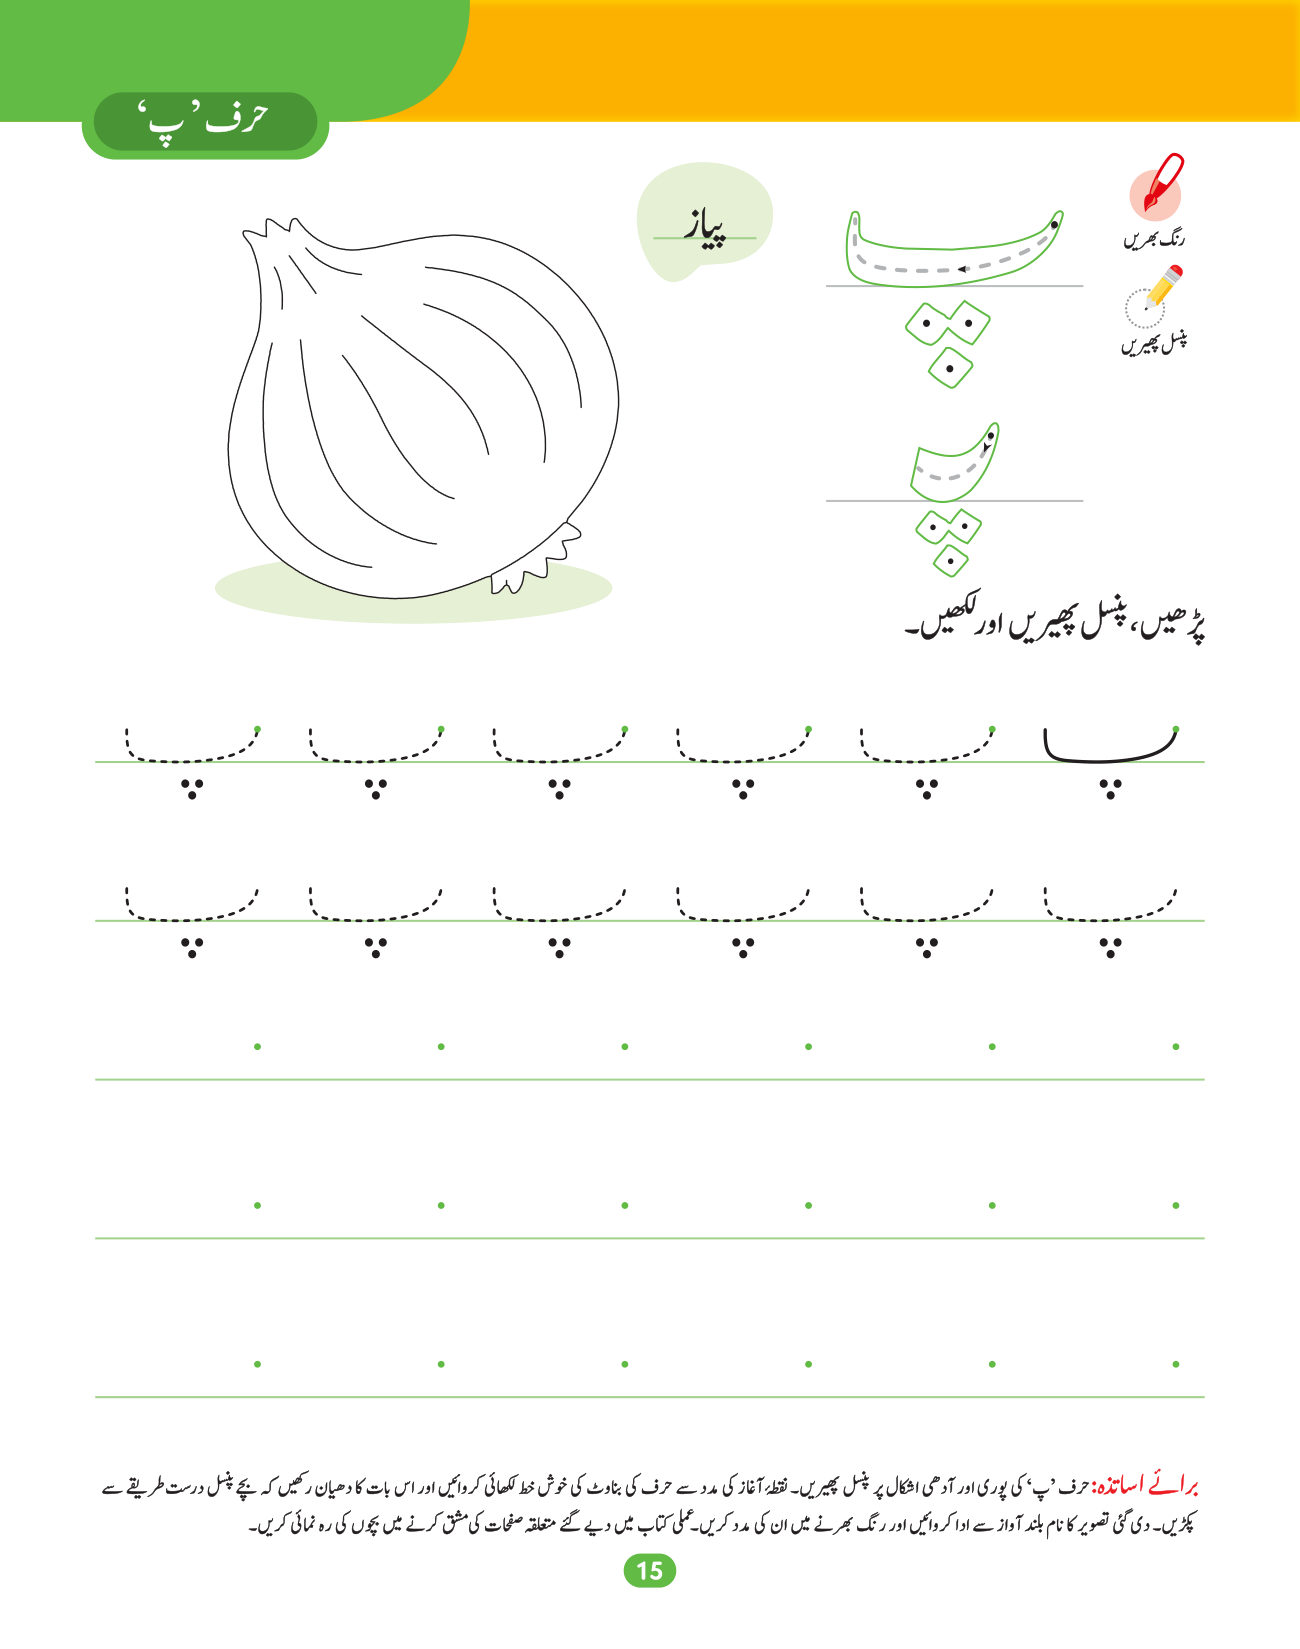 حرف ’پ‘
پیاز
رنگ بھریں
پنسل پھیریں
پڑھیں، پنسل پھیریں اور لکھیں۔
پ پ پ پ پ پ
پ پ پ پ پ پ
برائے اساتذہ: حرف ’پ‘ کی پوری اور آدھی اشکال پر پنسل پھیریں۔ نقطۂ آغاز کی مدد سے حرف کی بناوٹ کی خوش خط لکھائی کروائیں اور اس بات کا دھیان رکھیں کہ بچے پنسل درست طریقے سے
پکڑیں۔ دی گئی تصویر کا نام بلند آواز سے ادا کروائیں اور رنگ بھرنے میں ان کی مدد کریں۔ عملی کتاب میں دیے گئے متعلقہ صفحات کی مشق کرنے میں بچوں کی رہ نمائی کریں۔
15